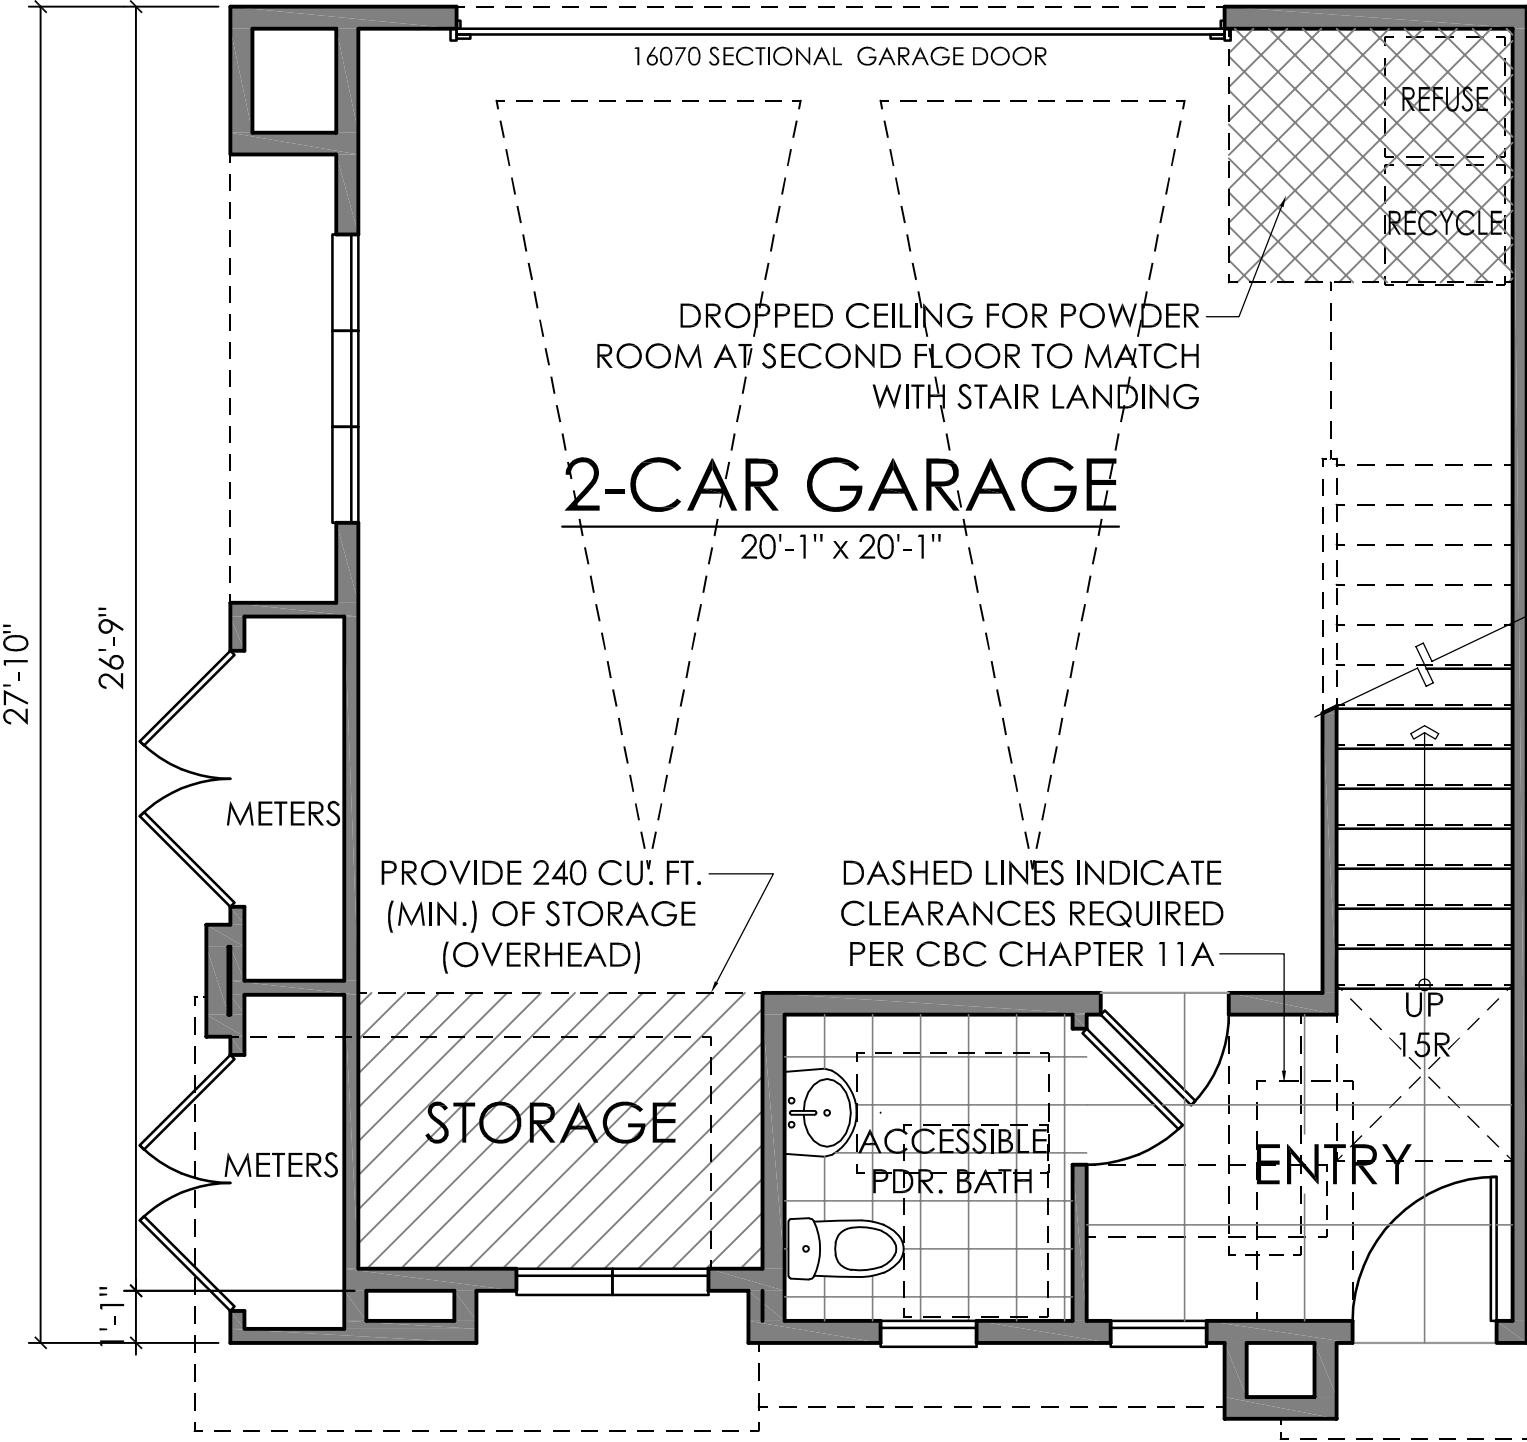 16070 SECTIONAL GARAGE DOOR
REFUSE
RECYCLE
DROPPED CEILING FOR POWDER
ROOM AT SECOND FLOOR TO MATCH
WITH STAIR LANDING
2-CAR GARAGE
20'-1" x 20'-1"
27'-10"
26'-9"
METERS
PROVIDE 240 CU. FT.
(MIN.) OF STORAGE
(OVERHEAD)
DASHED LINES INDICATE
CLEARANCES REQUIRED
PER CBC CHAPTER 11A
UP
15R
STORAGE
ACCESSIBLE
PDR. BATH
ENTRY
METERS
1'-1"